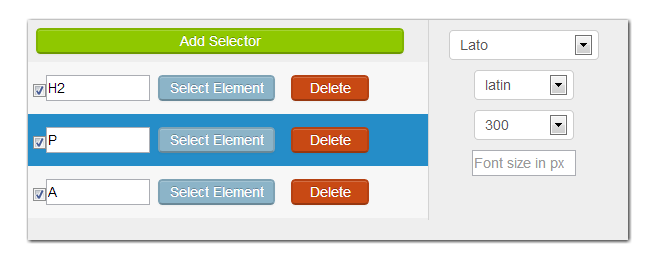 Add Selector
H2 Select Element Delete
P Select Element Delete
A Select Element Delete
Lato
latin
300
Font size in px